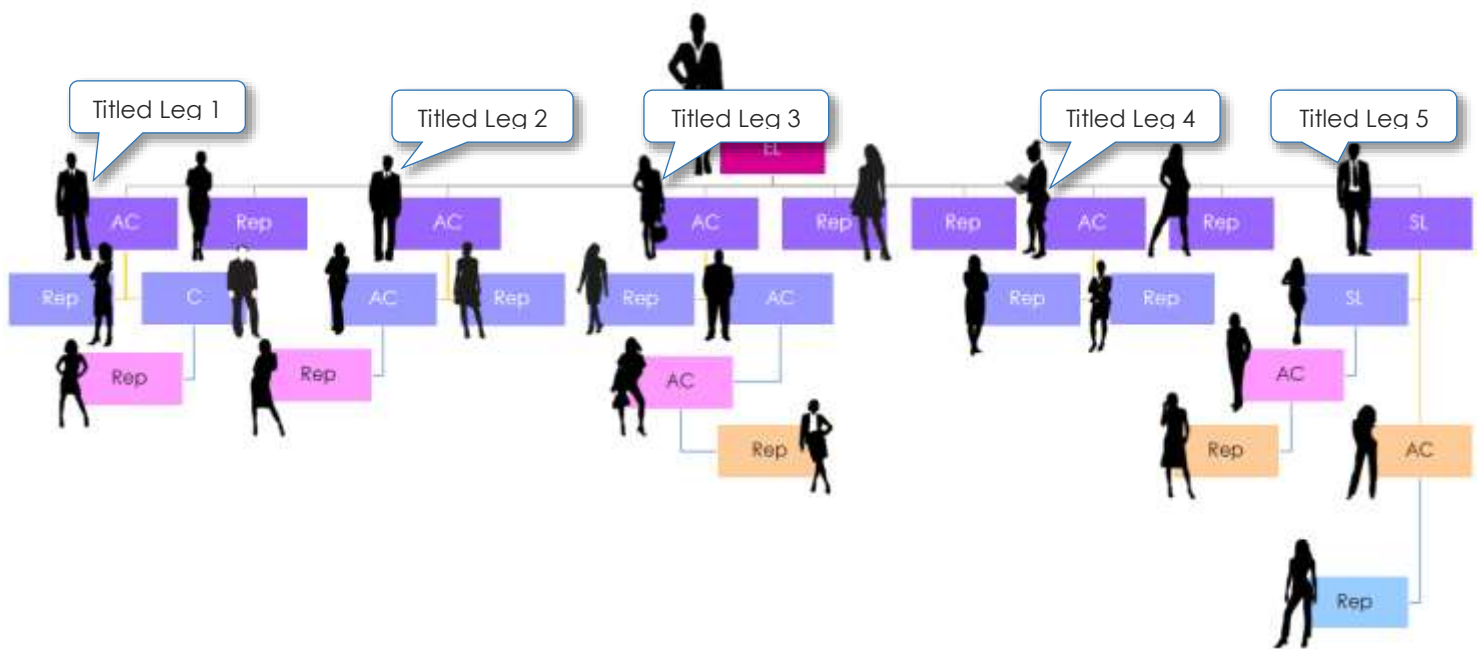 Titled Leg 1
Titled Leg 2
Titled Leg 3
Titled Leg 4
Titled Leg 5
EL
AC
Rep
AC
AC
Rep
Rep
AC
Rep
SL
Rep
C
AC
Rep
Rep
AC
Rep
Rep
SL
Rep
Rep
AC
AC
Rep
Rep
AC
Rep